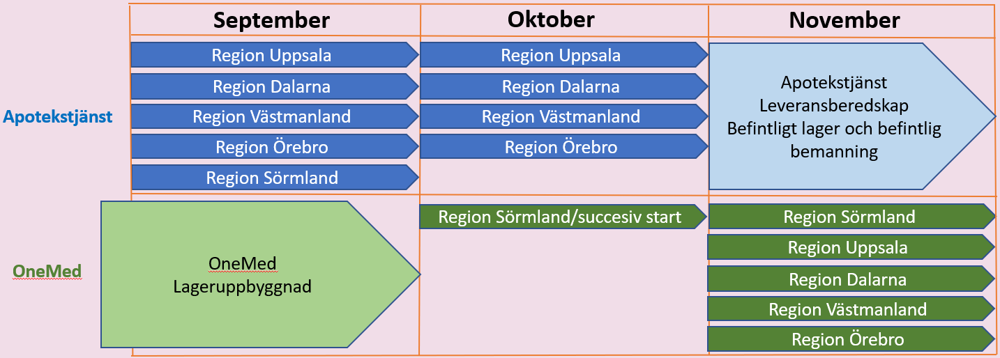 September
Oktober
November
Apotekstjänst
Region Uppsala
Region Dalarna
Region Västmanland
Region Örebro
Region Sörmland
Region Uppsala
Region Dalarna
Region Västmanland
Region Örebro
Apotekstjänst
Leveransberedskap
Befintligt lager och befintlig
bemanning
OneMed
OneMed
Lageruppbyggnad
Region Sörmland/succesiv start
Region Sörmland
Region Uppsala
Region Dalarna
Region Västmanland
Region Örebro